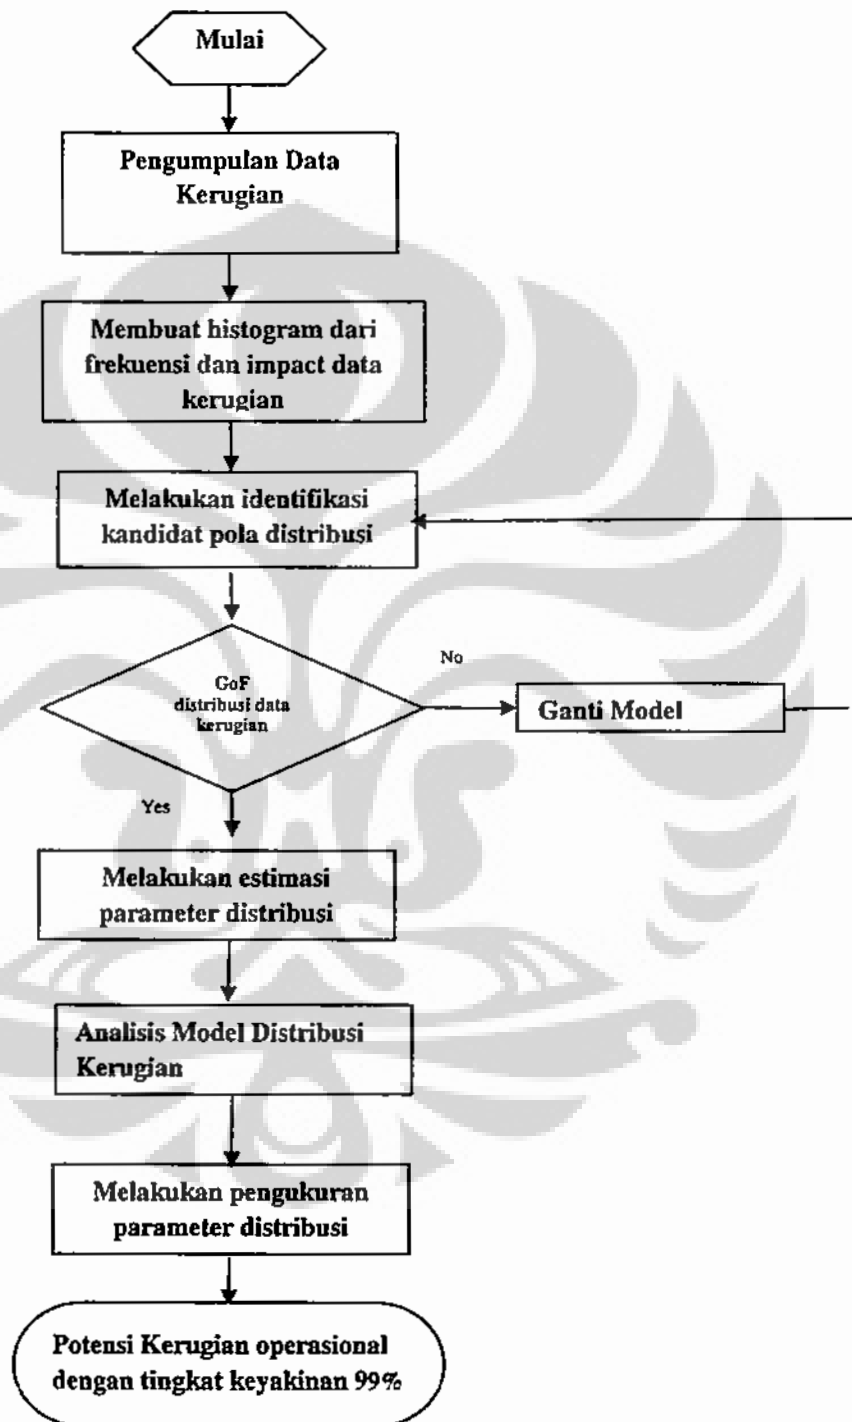 Mulai
Pengumpulan Data
Kerugian
Membuat histogram dari
frekuensi dan impact data
kerugian
Melakukan identifikasi
kandidat pola distribusi
GoF
distribusi data
kerugian
No
Ganti Model
Yes
Melakukan estimasi
parameter distribusi
Analisis Model Distribusi
Kerugian
Melakukan pengukuran
parameter distribusi
Potensi Kerugian operasional
dengan tingkat keyakinan 99%